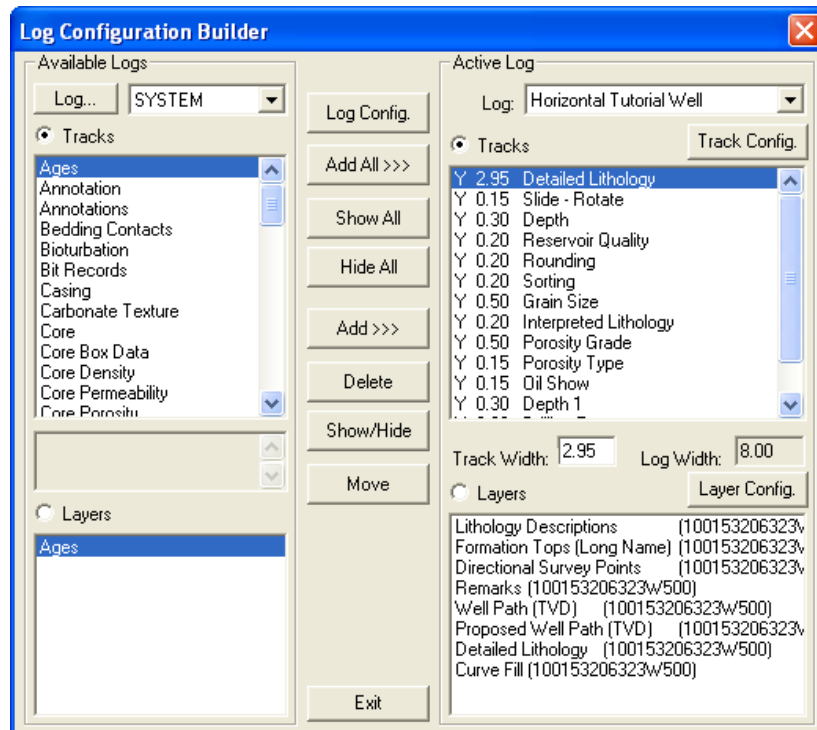 Log Configuration Builder
Available Logs
Log... SYSTEM
Tracks
Ages
Annotation
Annotations
Bedding Contacts
Bioturbation
Bit Records
Casing
Carbonate Texture
Core
Core Box Data
Core Density
Core Permeability
Core Porosity
Layers
Ages
Log Config.
Add All >>>
Show All
Hide All
Add >>>
Delete
Show/Hide
Move
Exit
Active Log
Log: Horizontal Tutorial Well
Tracks Track Config.
Y 2.95 Detailed Lithology
Y 0.15 Slide - Rotate
Y 0.30 Depth
Y 0.20 Reservoir Quality
Y 0.20 Rounding
Y 0.20 Sorting
Y 0.50 Grain Size
Y 0.20 Interpreted Lithology
Y 0.50 Porosity Grade
Y 0.15 Porosity Type
Y 0.15 Oil Show
Y 0.30 Depth 1
Track Width: 2.95 Log Width: 8.00
Layers Layer Config.
Lithology Descriptions (100153206323W
Formation Tops (Long Name) (100153206323W
Directional Survey Points (100153206323W
Remarks (100153206323W500)
Well Path (TVD) (100153206323W500)
Proposed Well Path (TVD) (100153206323W
Detailed Lithology (100153206323W500)
Curve Fill (100153206323W500)